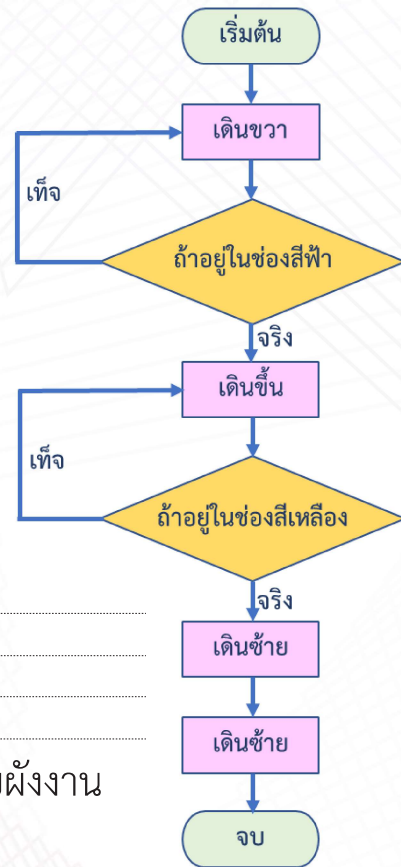 เริ่มต้น
เดินขวา
เท็จ
ถ้าอยู่ในช่องสีฟ้า
จริง
เดินขึ้น
เท็จ
ถ้าอยู่ในช่องสีเหลือง
จริง
เดินซ้าย
เดินซ้าย
ผังงาน
จบ